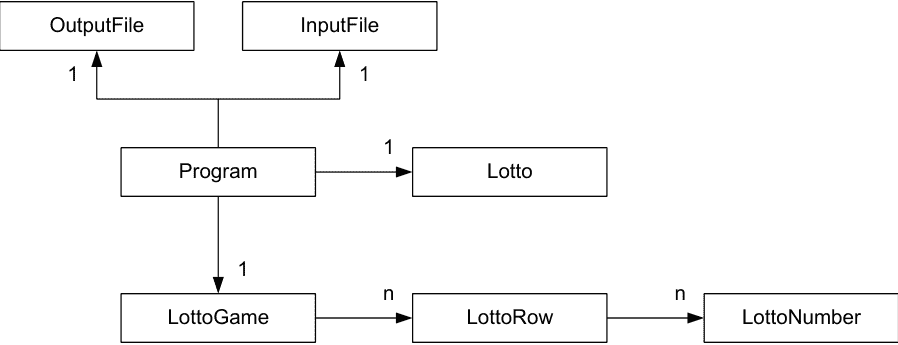 OutputFile
InputFile
1
1
Program
1
Lotto
1
LottoGame
n
LottoRow
n
LottoNumber